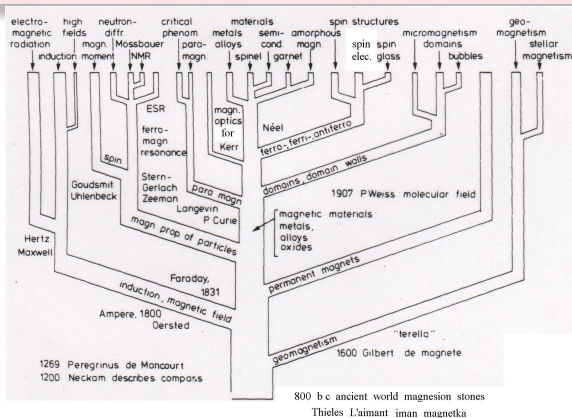 electro- high neutron- critical materials spin structures geo-
magnetic fields diffr. phenom metals semi- amorphous micromagnetism magnetism
radiation magn. Mossbauer para- alloys cond. magn. spin spin domains stellar
induction moment NMR magn. spinel garnet elec. glass bubbles magnetism
ESR
ferro-
magn
resonance
magn.
optics
for
Kerr
Néel
ferro-, ferri-, antiferro
spin
Goudsmit
Uhlenbeck
Stern-
Gerlach
Zeeman
para magn
Langevin
P Curie
domains, domain walls
1907 P Weiss molecular field
magnetic materials
metals,
alloys
oxides
magn prop of particles
Hertz
Maxwell
Faraday,
1831
permanent magnets
induction, magnetic field
Ampère, 1800
Oersted
"terella"
geomagnetism
1600 Gilbert de magnete
1269 Peregrinus de Mancourt
1200 Neckam describes compass
800 b c ancient world magnesion stones
Thieles L'aimant iman magnetka